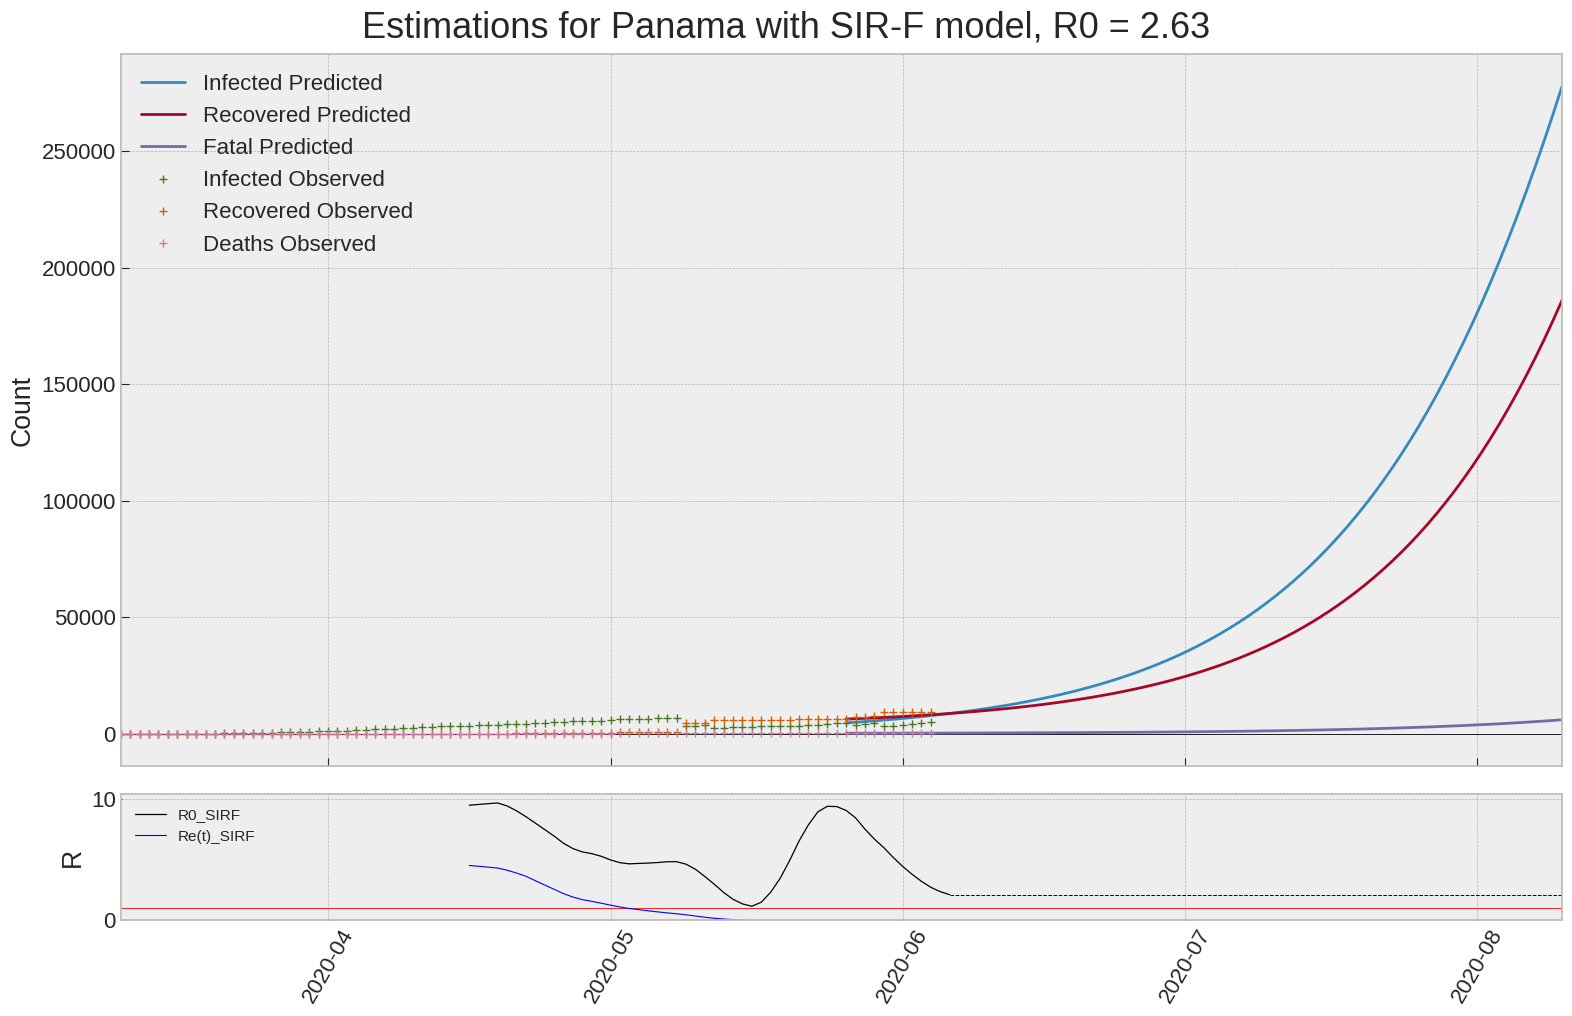 Estimations for Panama with SIR-F model, R0 = 2.63
Infected Predicted
Recovered Predicted
Fatal Predicted
Infected Observed
Recovered Observed
Deaths Observed
Count
250000
200000
150000
100000
50000
0
R0_SIRF
Re(t)_SIRF
R
10
0
2020-04
2020-05
2020-06
2020-07
2020-08